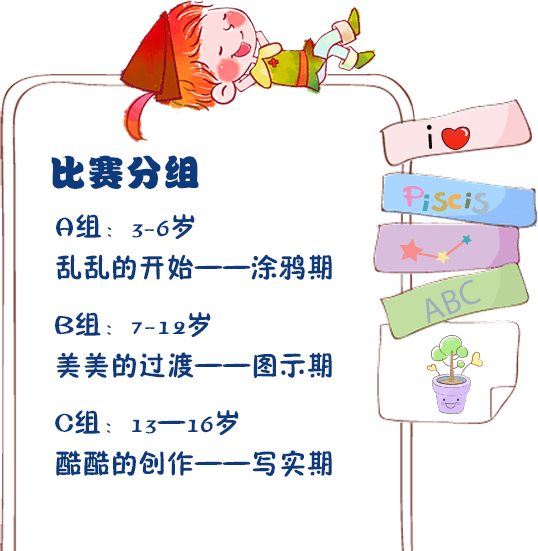 比赛分组
A组：3-6岁
乱乱的开始——涂鸦期
B组：7-12岁
美美的过渡——图示期
C组：13—16岁
酷酷的创作——写实期
i
Piscis
ABC